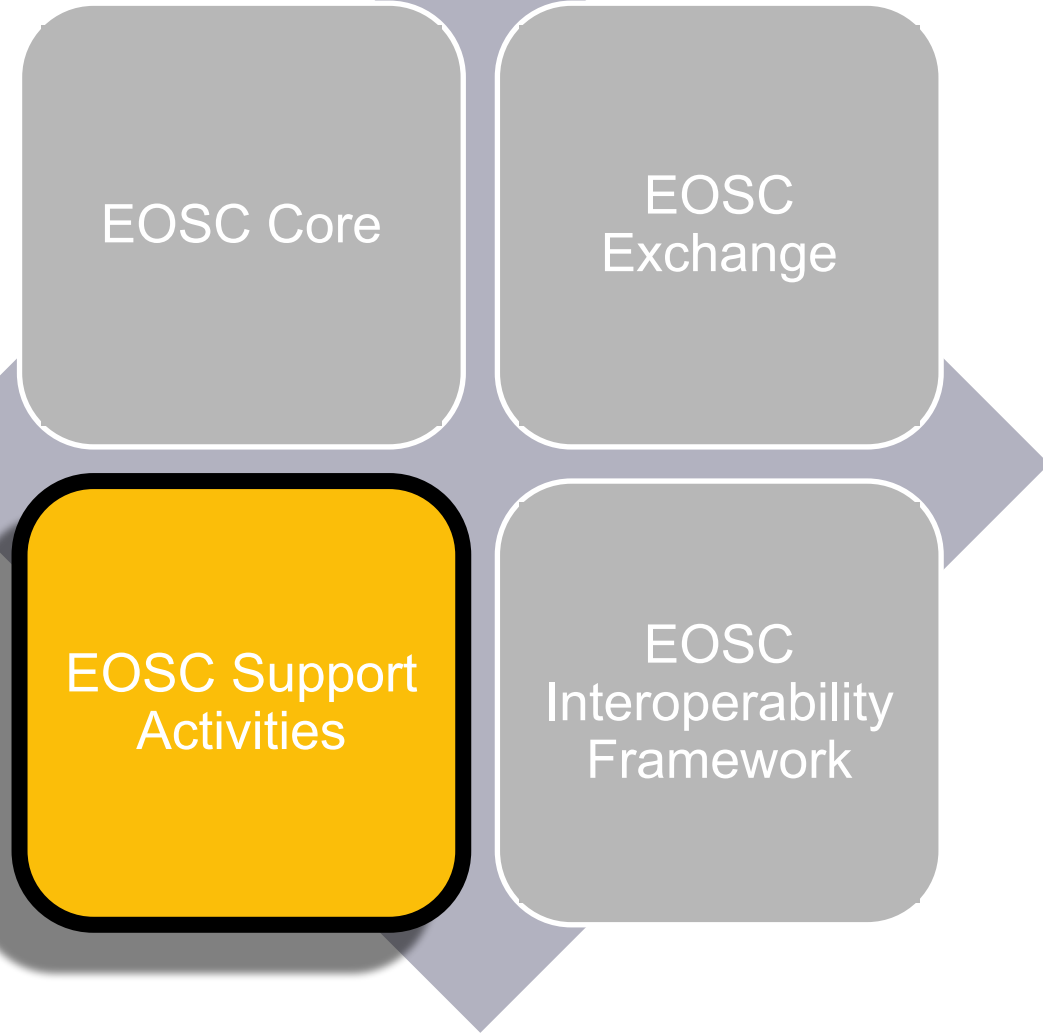 EOSC Core
EOSC
Exchange
EOSC Support
Activities
EOSC
Interoperability
Framework